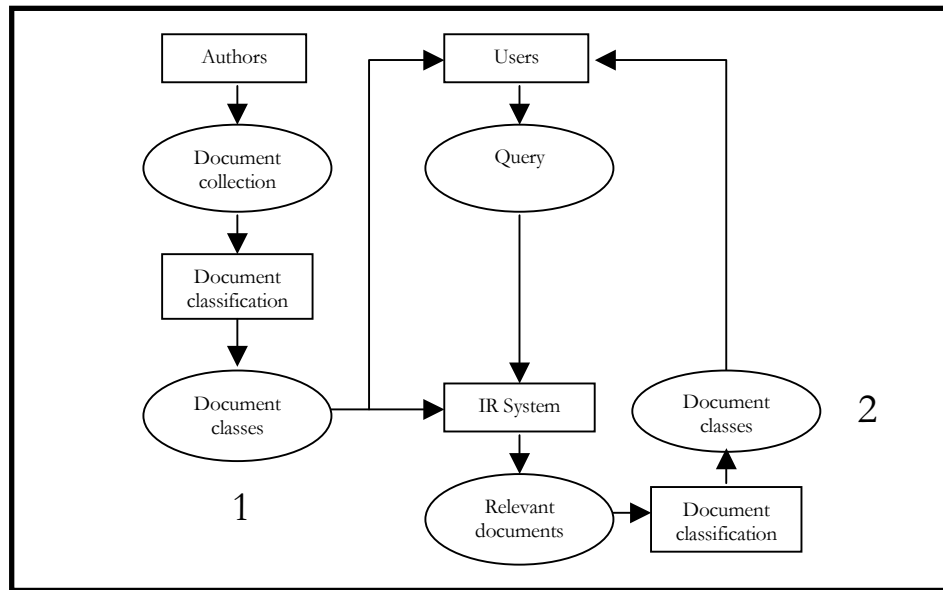 Authors
Document
collection
Document
classification
Document
classes
1
Users
Query
IR System
Relevant
documents
Document
classification
Document
classes
2